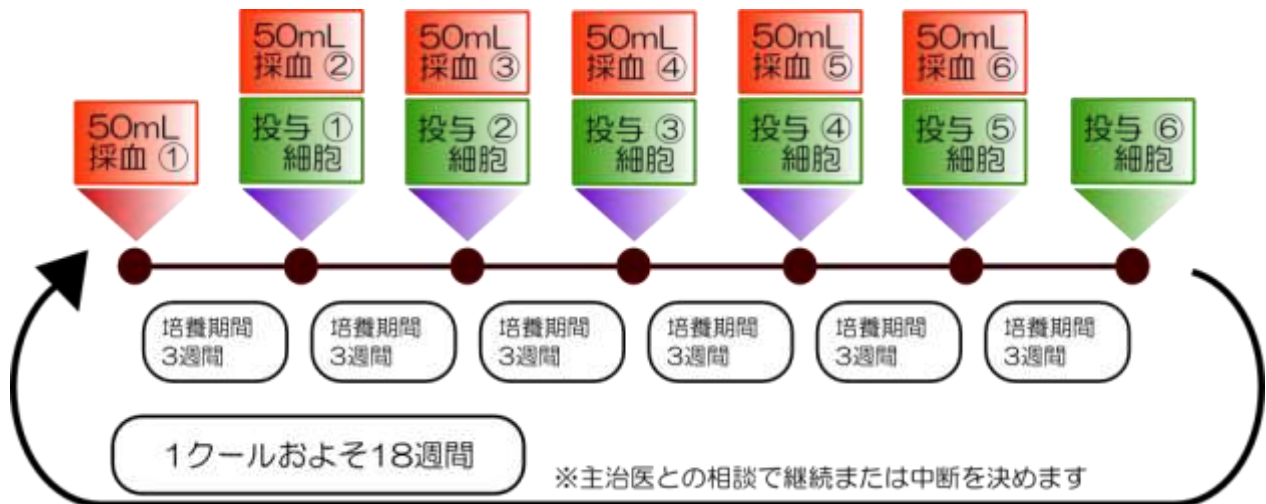 50mL
採血 ①
50mL
採血 ②
投与 ①
細胞
50mL
採血 ③
投与 ②
細胞
50mL
採血 ④
投与 ③
細胞
50mL
採血 ⑤
投与 ④
細胞
50mL
採血 ⑥
投与 ⑤
細胞
投与 ⑥
細胞
培養期間
3週間
培養期間
3週間
培養期間
3週間
培養期間
3週間
培養期間
3週間
培養期間
3週間
1クールおよそ18週間
※主治医との相談で継続または中断を決めます